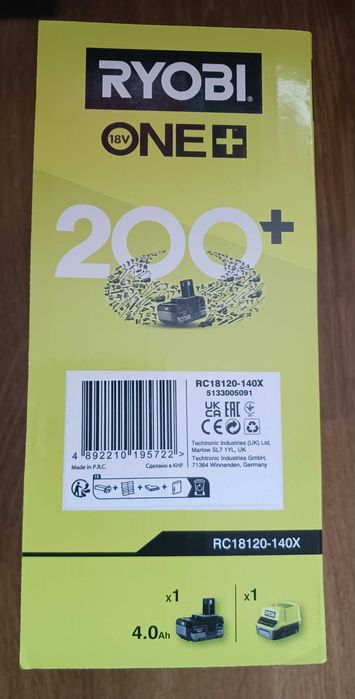 RYOBI®
18V ONE+
200+
RC18120-140X
5133005091
UK
CA EAC
CE
Techtronic Industries (UK) Ltd,
Marlow SL7 1YL, UK
Techtronic Industries GmbH,
71364 Winnenden, Germany
4 892210 195722
Made in P.R.C. Сделано в КНР
FR
RC18120-140X
x1 x1
4.0Ah